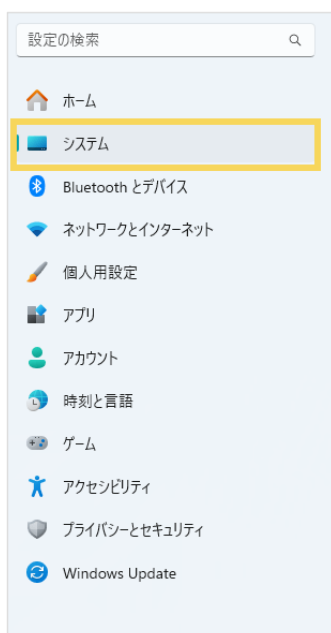 設定の検索
ホーム
システム
Bluetooth とデバイス
ネットワークとインターネット
個人用設定
アプリ
アカウント
時刻と言語
ゲーム
アクセシビリティ
プライバシーとセキュリティ
Windows Update